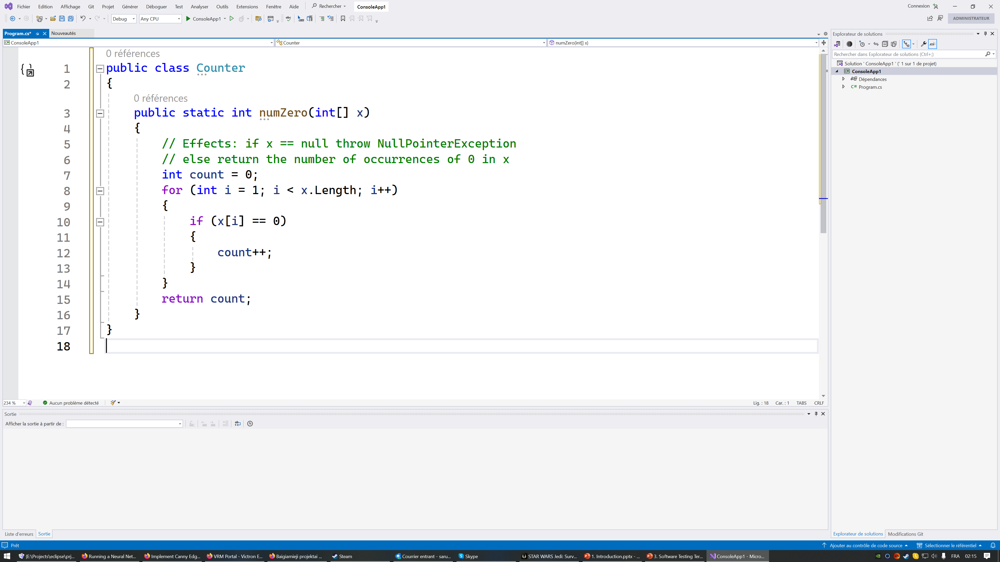 Fichier Edition Affichage Git Projet Générer Déboguer Test Analyser Outils Extensions Fenêtre Aide Rechercher ConsoleApp1 Connexion
Debug Any CPU ConsoleApp1 ADMINISTRATEUR
Program.cs* Nouveautés
ConsoleApp1 Counter numZero(int[] x)
0 références
1 public class Counter
2 {
0 références
3 public static int numZero(int[] x)
4 {
5 // Effects: if x == null throw NullPointerException
6 // else return the number of occurrences of 0 in x
7 int count = 0;
8 for (int i = 1; i < x.Length; i++)
9 {
10 if (x[i] == 0)
11 {
12 count++;
13 }
14 }
15 return count;
16 }
17 }
18
234 % Aucun problème détecté Lig. : 18 Car. : 1 TABS CRLF
Sortie
Afficher la sortie à partir de :
Liste d'erreurs Sortie
Explorateur de solutions
Rechercher dans Explorateur de solutions (Ctrl+;)
Solution ' ConsoleApp1 ' (' 1 sur 1 de projet)
C# ConsoleApp1
Dépendances
C# Program.cs
Explorateur de solutions Modifications Git
Prêt Ajouter au contrôle de code source Sélectionner le référentiel
{E:\Projects\eclipse\prj... Running a Neural Net... Implement Canny Edg... VRM Portal - Victron E... Baigiamieji projektai ... Steam Courrier entrant - saru... Skype STAR WARS Jedi: Surv... 1. Introduction.pptx - ... 3. Software Testing Ter... ConsoleApp1 - Micro... FRA 02:15